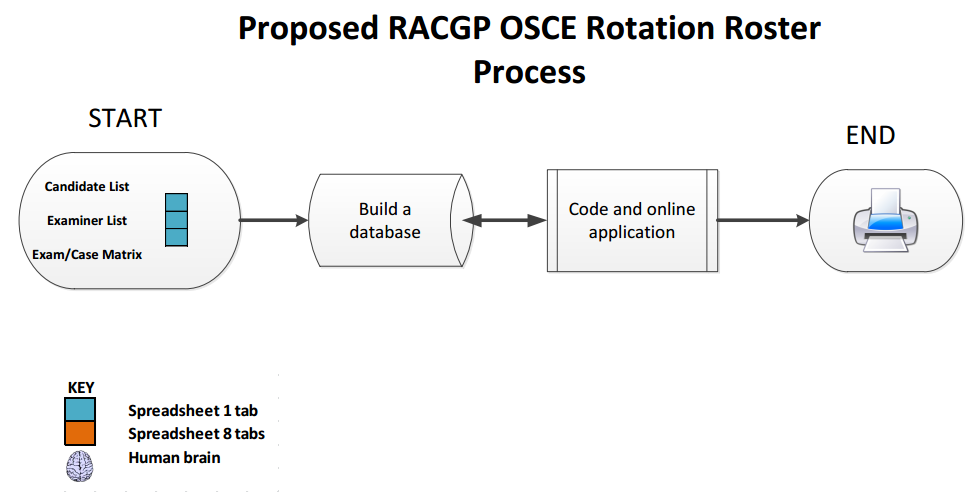 Proposed RACGP OSCE Rotation Roster
Process
START
END
Candidate List
Examiner List
Exam/Case Matrix
Build a
database
Code and online
application
KEY
Spreadsheet 1 tab
Spreadsheet 8 tabs
Human brain